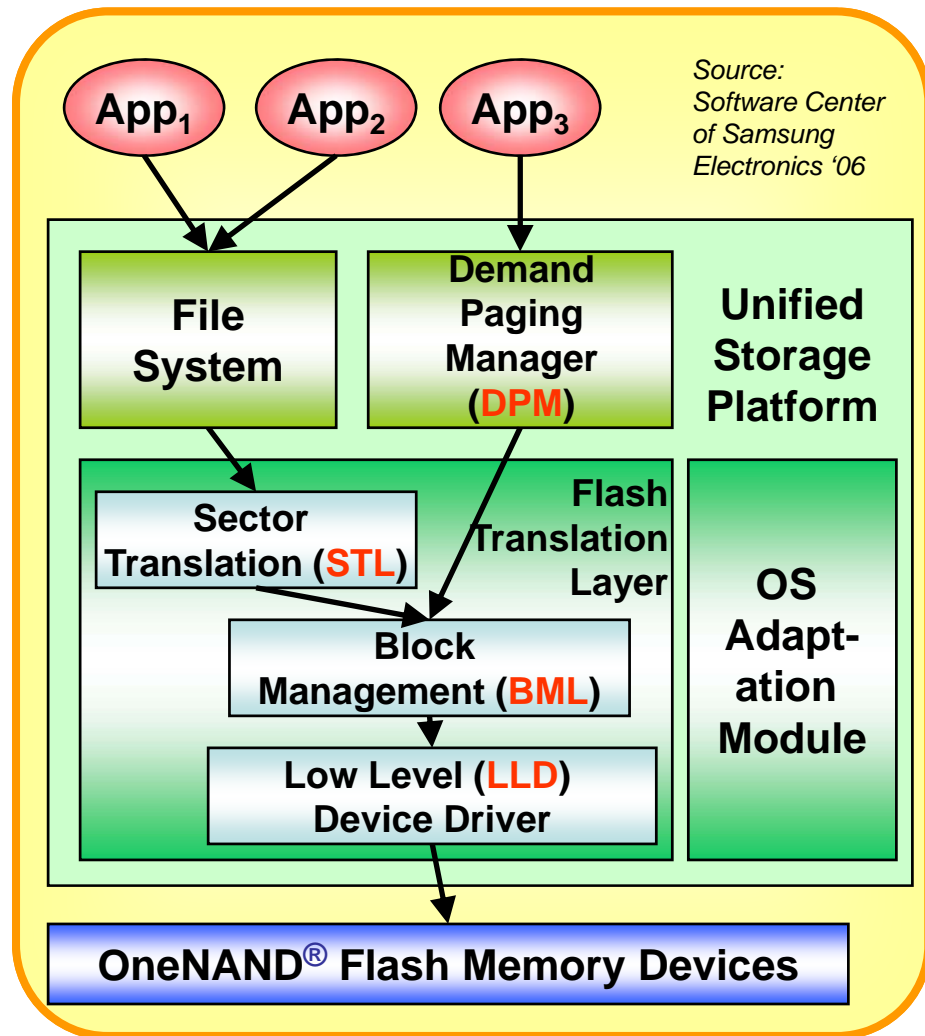 App₁
App₂
App₃
Source:
Software Center
of Samsung
Electronics ‘06
File
System
Demand
Paging
Manager
(DPM)
Unified
Storage
Platform
Sector
Translation (STL)
Flash
Translation
Layer
Block
Management (BML)
Low Level (LLD)
Device Driver
OS
Adapt-
ation
Module
OneNAND® Flash Memory Devices